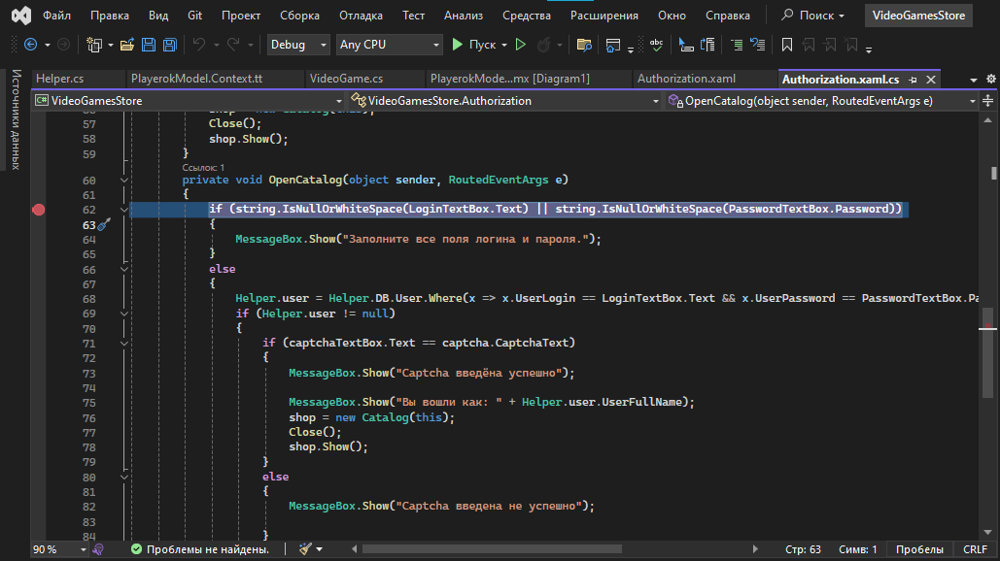 Файл Правка Вид Git Проект Сборка Отладка Тест Анализ Средства Расширения Окно Справка Поиск VideoGamesStore
Debug Any CPU Пуск
Источники данных
Helper.cs PlayerokModel.Context.tt VideoGame.cs PlayerokMode...mx [Diagram1] Authorization.xaml Authorization.xaml.cs
C# VideoGamesStore VideoGamesStore.Authorization OpenCatalog(object sender, RoutedEventArgs e)
57 Close();
58 shop.Show();
59 }
Ссылок: 1
60 private void OpenCatalog(object sender, RoutedEventArgs e)
61 {
62 if (string.IsNullOrWhiteSpace(LoginTextBox.Text) || string.IsNullOrWhiteSpace(PasswordTextBox.Password))
63 {
64 MessageBox.Show("Заполните все поля логина и пароля.");
65 }
66 else
67 {
68 Helper.user = Helper.DB.User.Where(x => x.UserLogin == LoginTextBox.Text && x.UserPassword == PasswordTextBox.Pa
69 if (Helper.user != null)
70 {
71 if (captchaTextBox.Text == captcha.CaptchaText)
72 {
73 MessageBox.Show("Captcha введёна успешно");
74
75 MessageBox.Show("Вы вошли как: " + Helper.user.UserFullName);
76 shop = new Catalog(this);
77 Close();
78 shop.Show();
79 }
80 else
81 {
82 MessageBox.Show("Captcha введена не успешно");
83
84 }
90 % Проблемы не найдены. Стр: 63 Симв: 1 Пробелы CRLF